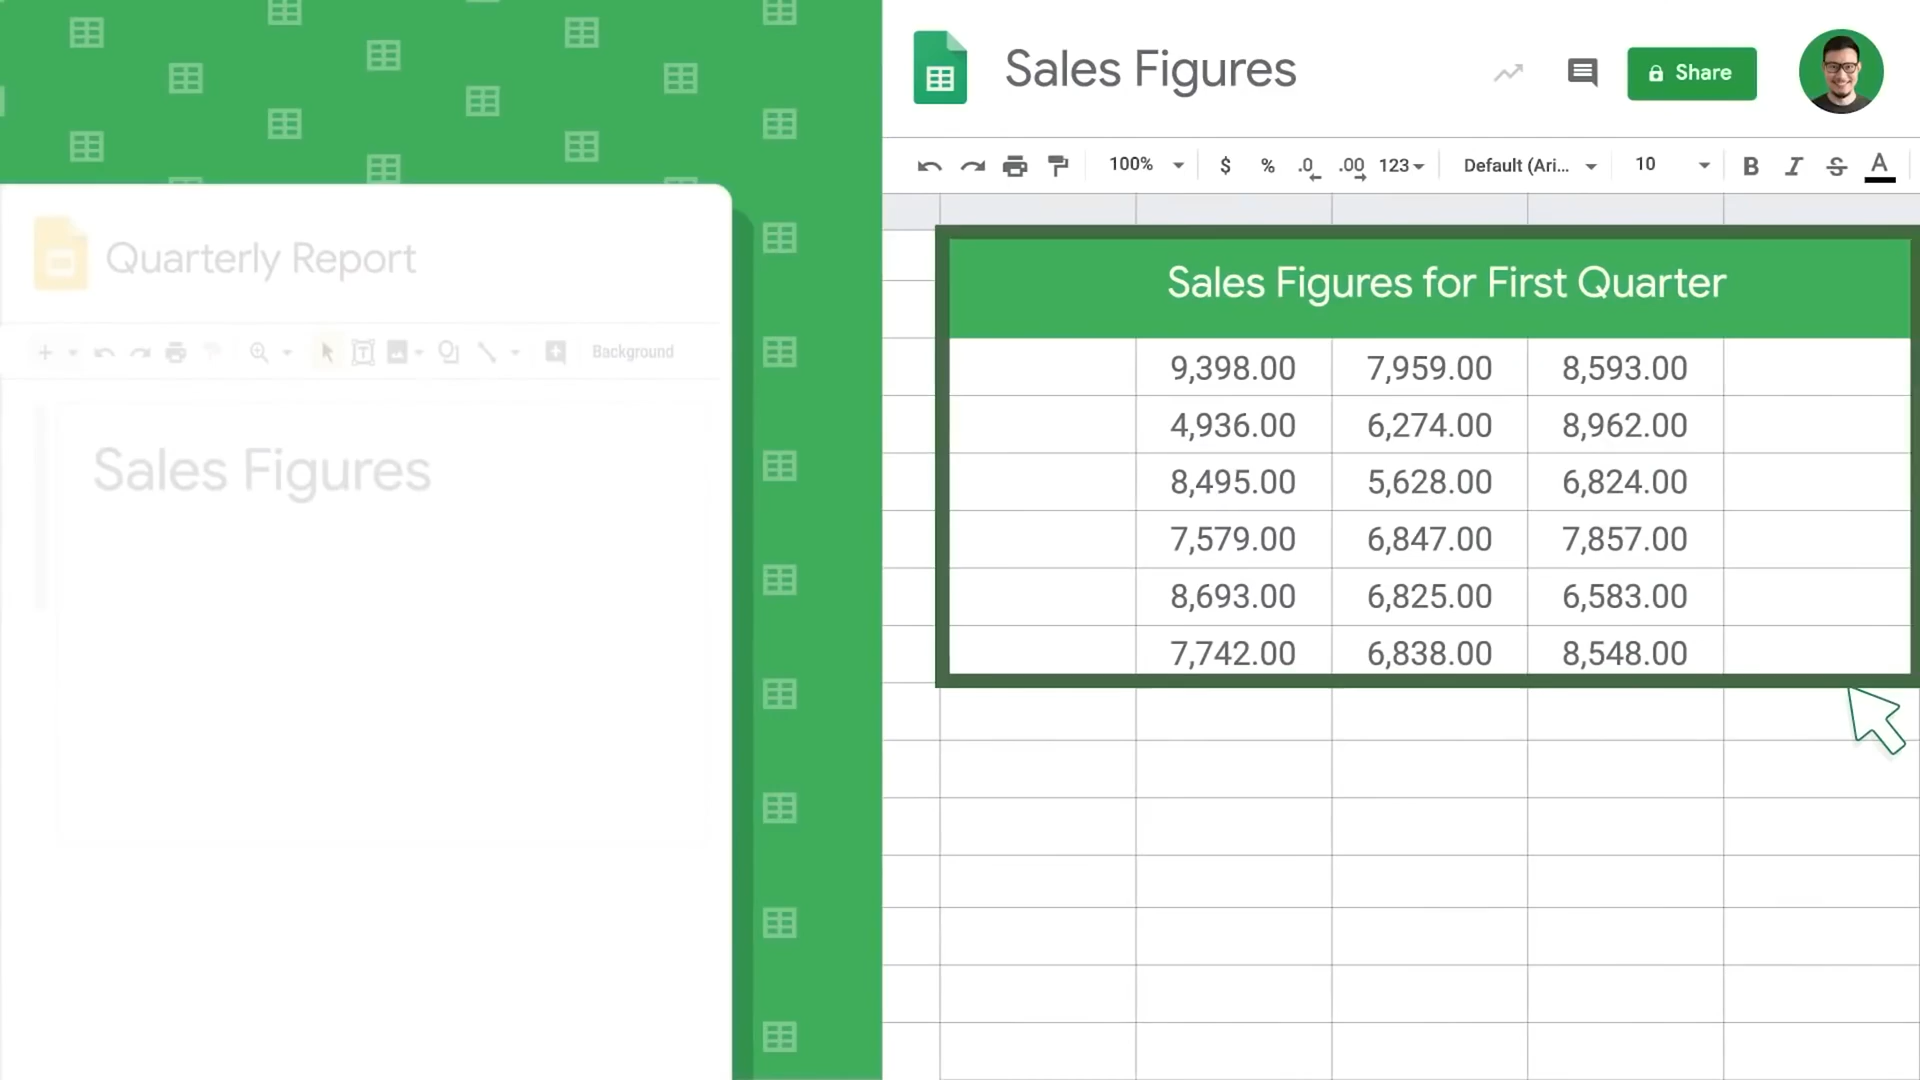 Quarterly Report
Background
Sales Figures
Sales Figures
Share
100% $ % .0 .00 123 Default (Ari... 10 B I S A
Sales Figures for First Quarter
9,398.00 7,959.00 8,593.00
4,936.00 6,274.00 8,962.00
8,495.00 5,628.00 6,824.00
7,579.00 6,847.00 7,857.00
8,693.00 6,825.00 6,583.00
7,742.00 6,838.00 8,548.00